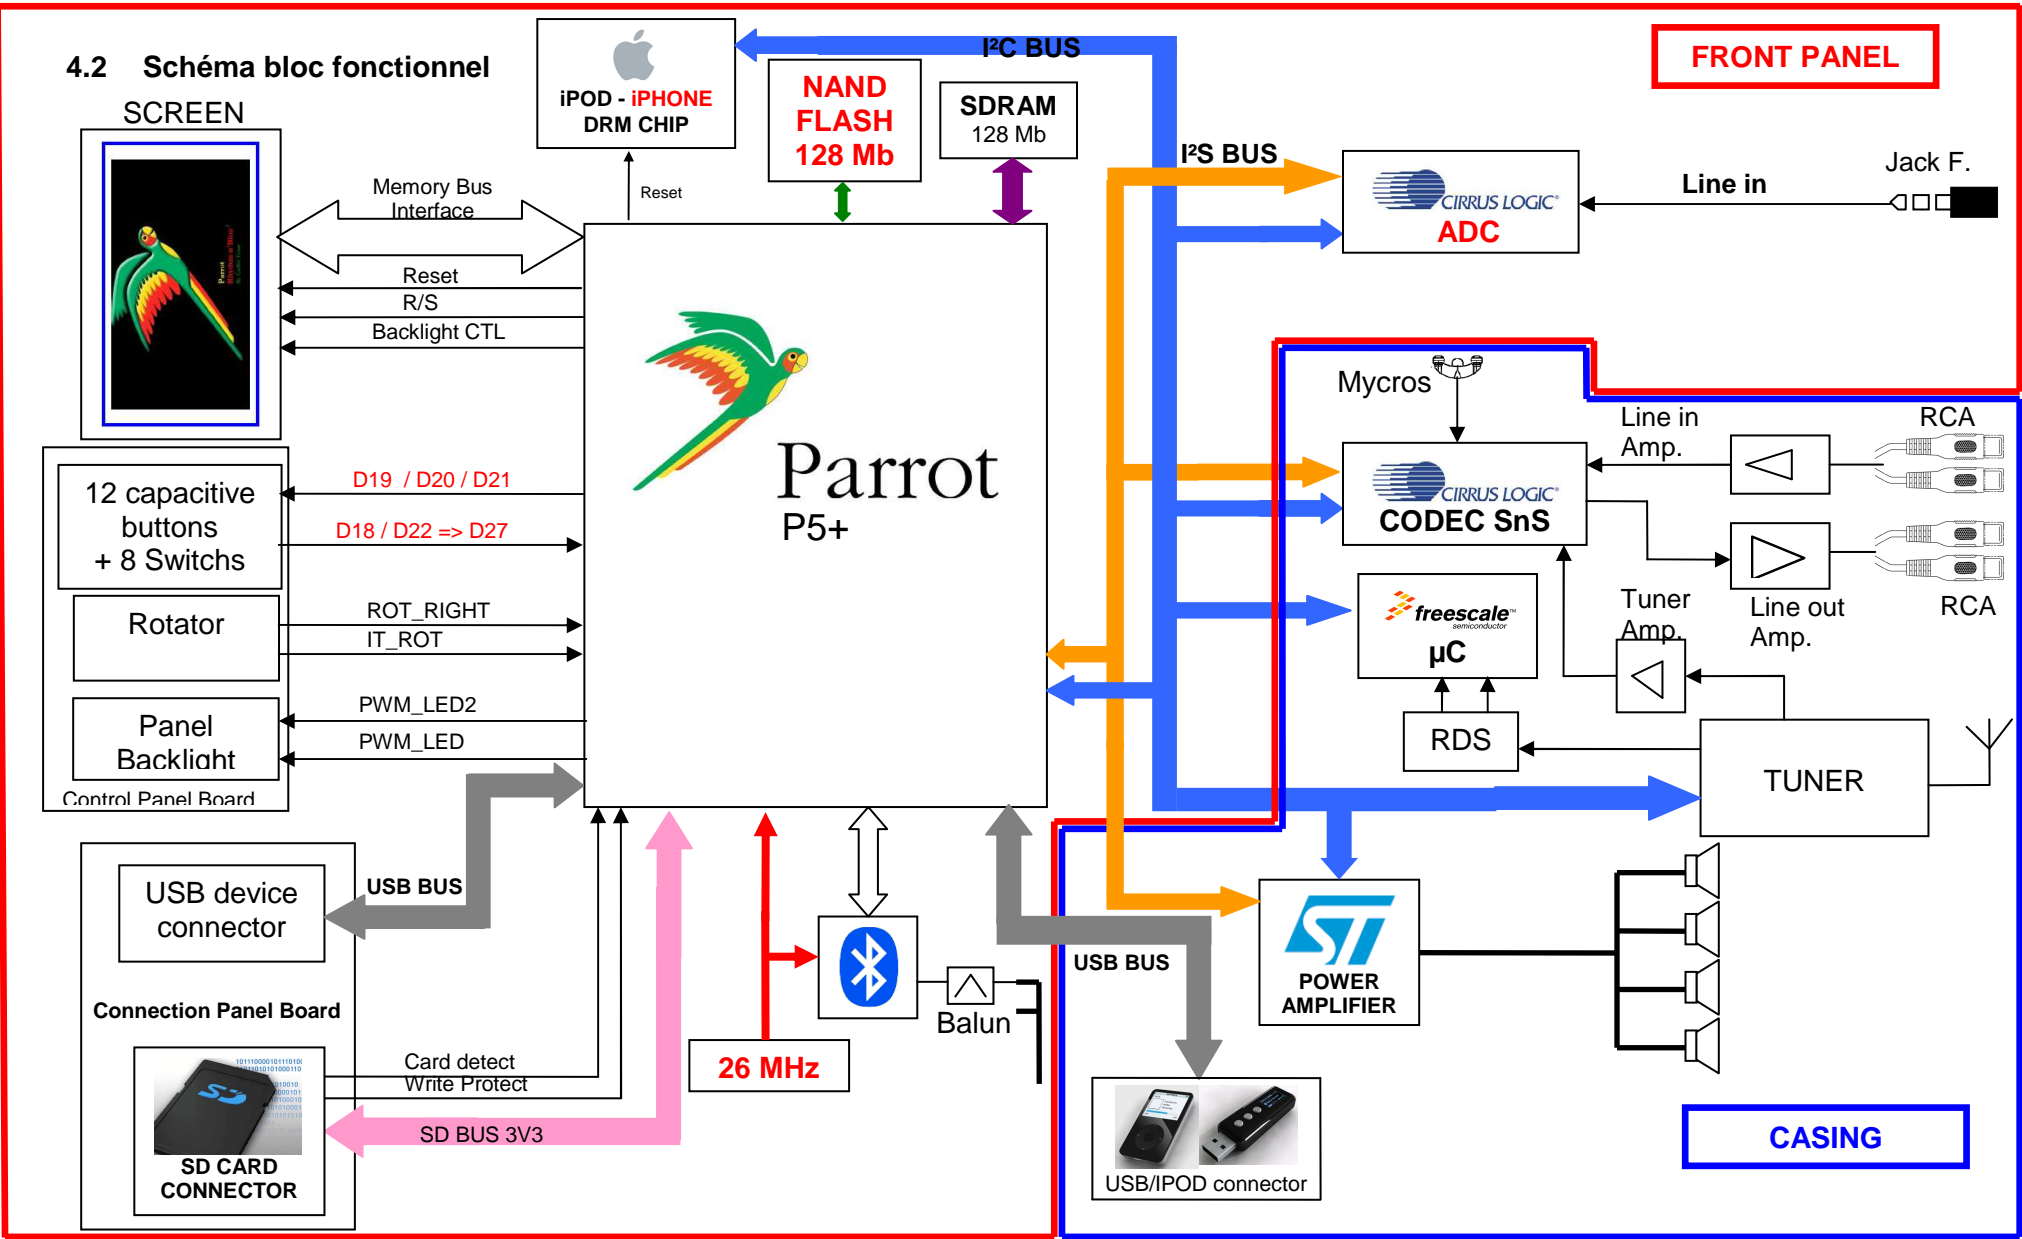 4.2 Schéma bloc fonctionnel
FRONT PANEL
SCREEN
iPOD - iPHONE
DRM CHIP
I²C BUS
NAND
FLASH
128 Mb
SDRAM
128 Mb
Reset
I²S BUS
CIRRUS LOGIC
ADC
Line in
Jack F.
Memory Bus
Interface
Reset
R/S
Backlight CTL
Parrot
Parrot
P5+
Mycros
Line in
Amp.
RCA
CIRRUS LOGIC
CODEC SnS
12 capacitive
buttons
+ 8 Switchs
D19 / D20 / D21
D18 / D22 => D27
Rotator
ROT_RIGHT
IT_ROT
freescale™
semiconductor
µC
Tuner
Amp.
Line out
Amp.
RCA
Panel
Backlight
PWM_LED2
PWM_LED
Control Panel Board
RDS
TUNER
USB device
connector
USB BUS
Connection Panel Board
Balun
26 MHz
USB BUS
ST
POWER
AMPLIFIER
Card detect
Write Protect
SD BUS 3V3
SD CARD
CONNECTOR
USB/IPOD connector
CASING